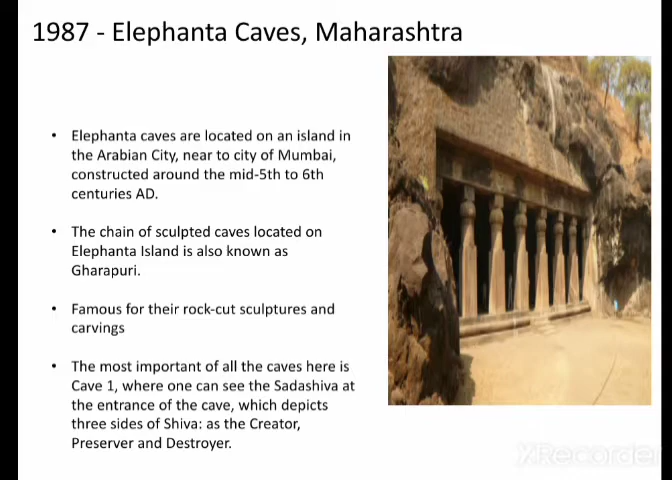 1987 - Elephanta Caves, Maharashtra
• Elephanta caves are located on an island in
the Arabian City, near to city of Mumbai,
constructed around the mid-5th to 6th
centuries AD.
• The chain of sculpted caves located on
Elephanta Island is also known as
Gharapuri.
• Famous for their rock-cut sculptures and
carvings
• The most important of all the caves here is
Cave 1, where one can see the Sadashiva at
the entrance of the cave, which depicts
three sides of Shiva: as the Creator,
Preserver and Destroyer.
XRecorder